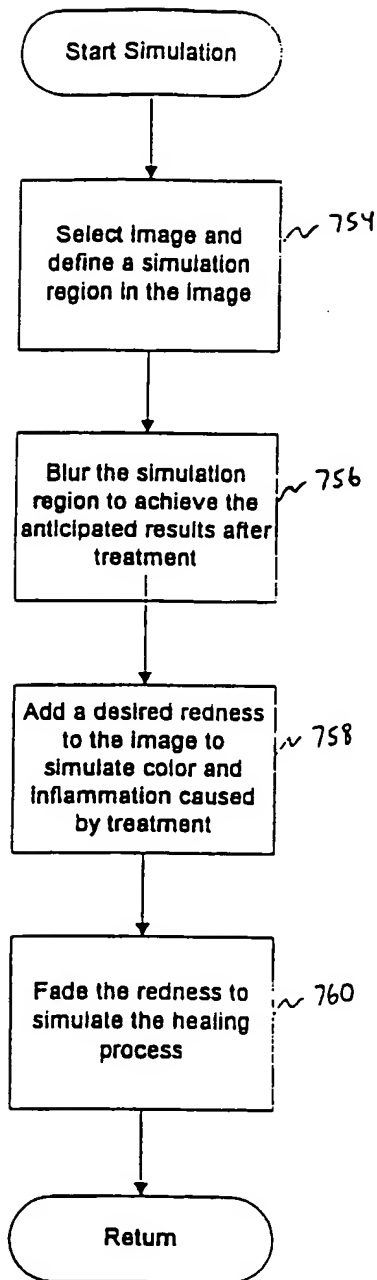 Start Simulation
Select Image and
define a simulation
region in the image
754
Blur the simulation
region to achieve the
anticipated results after
treatment
756
Add a desired redness
to the image to
simulate color and
inflammation caused
by treatment
758
Fade the redness to
simulate the healing
process
760
Return